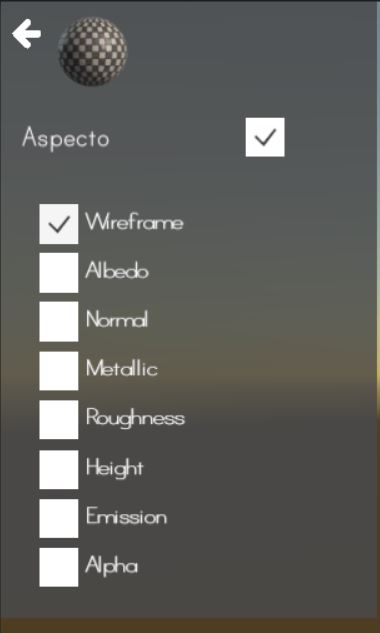 Aspecto
Wireframe
Albedo
Normal
Metallic
Roughness
Height
Emission
Alpha